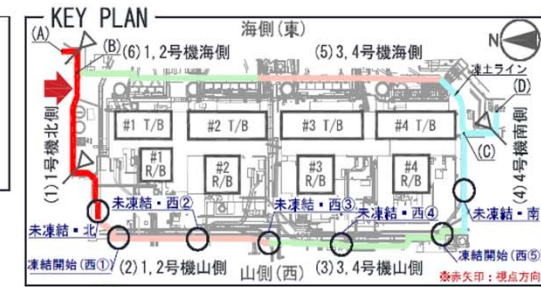 KEY PLAN
海側(東)
(A)
(B)
(6)1,2号機海側
(5)3,4号機海側
N
凍土ライン
(D)
(1)1号機北側
#1 T/B
#2 T/B
#3 T/B
#4 T/B
(C)
(4)4号機南側
#1
R/B
#2
R/B
#3
R/B
#4
R/B
未凍結・北
未凍結・西②
未凍結・西③
未凍結・西④
未凍結・南
凍結開始(西①)
(2)1,2号機山側
山側(西)
(3)3,4号機山側
凍結開始(西⑤)
※赤矢印:視点方向